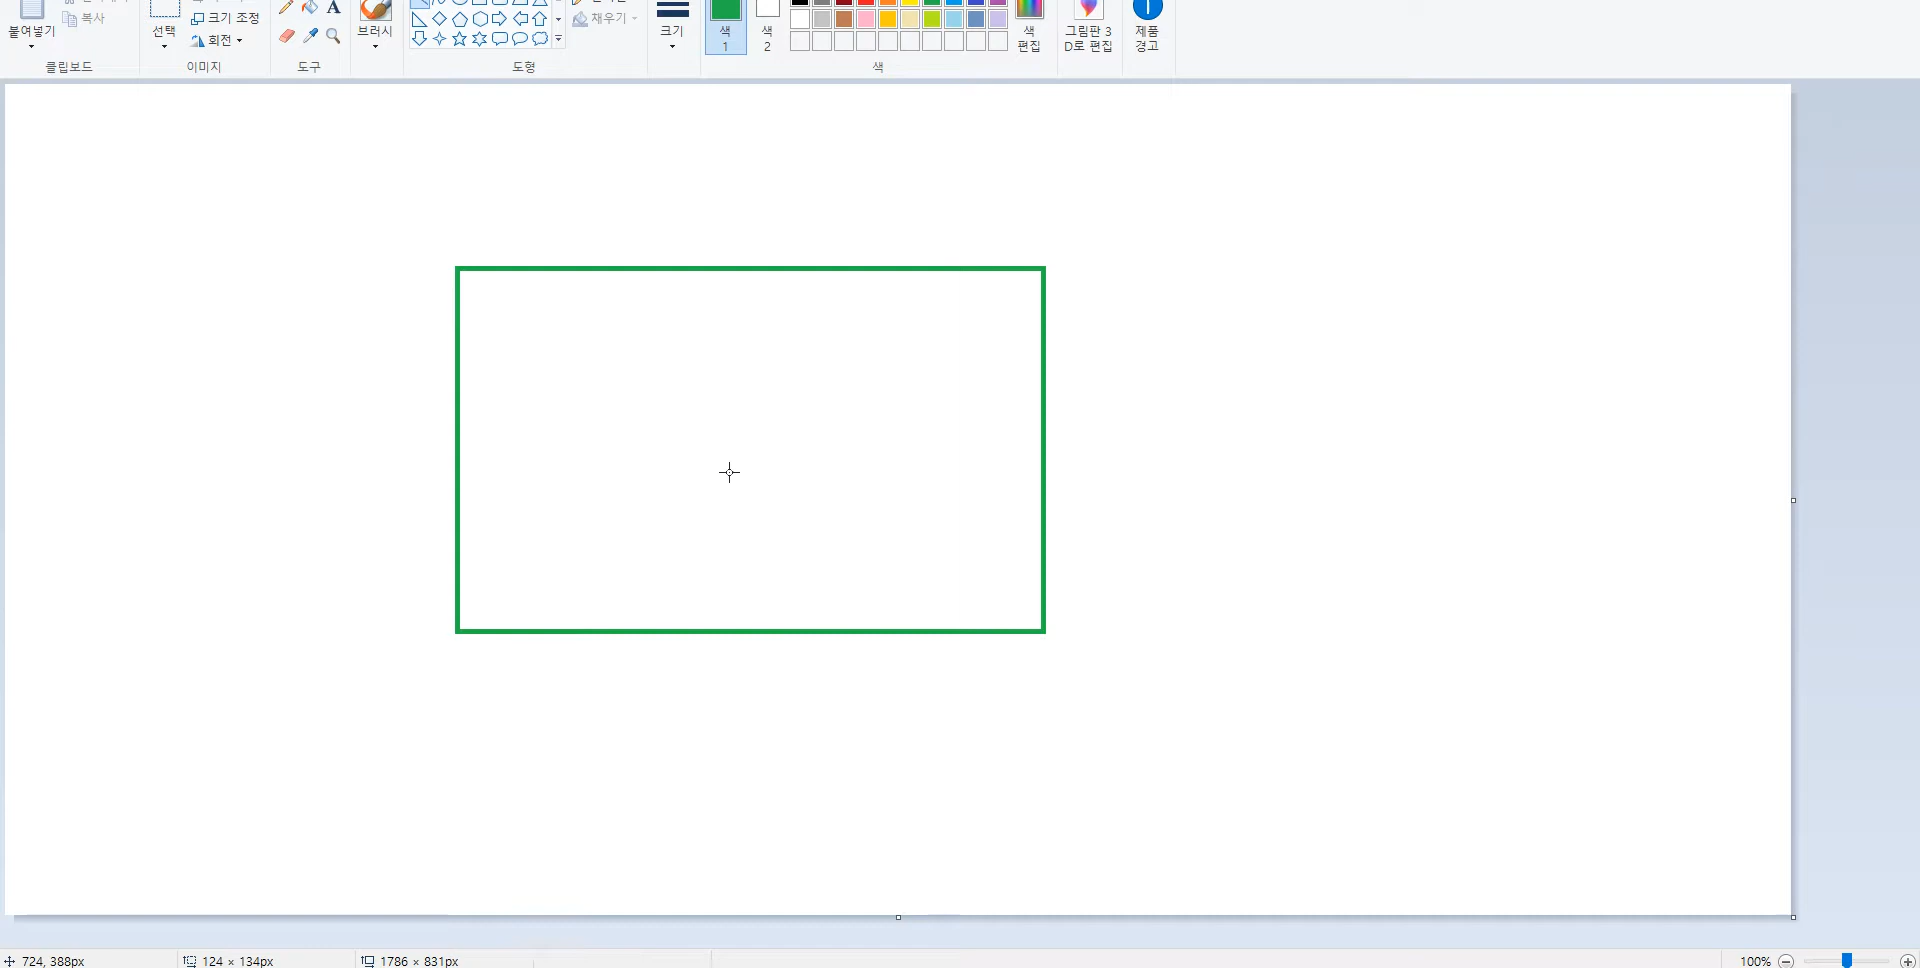 붙여넣기
복사
클립보드
선택
크기 조정
회전
이미지
A
도구
브러시
도형
채우기
크기
색
1
색
2
색
편집
색
그림판 3
D로 편집
제품
경고
724, 388px
124 × 134px
1786 × 831px
100%